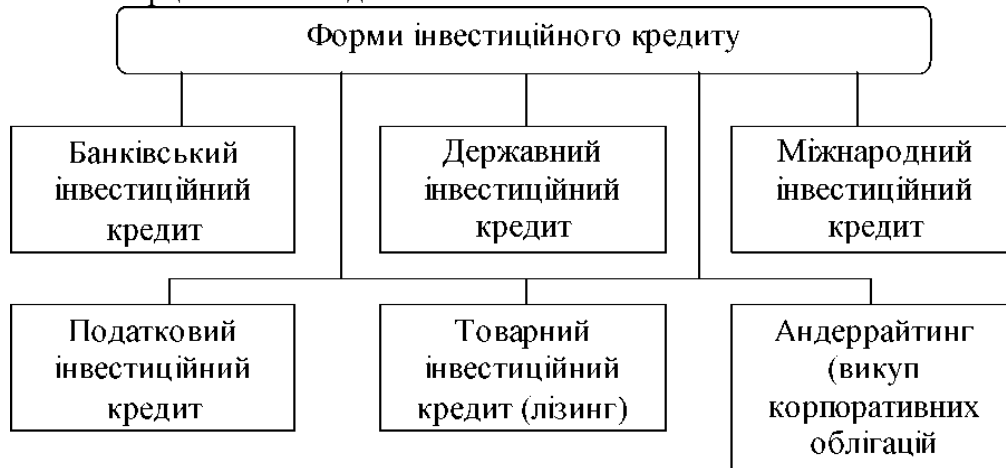 Форми інвестиційного кредиту
Банківський
інвестиційний
кредит
Державний
інвестиційний
кредит
Міжнародний
інвестиційний
кредит
Податковий
інвестиційний
кредит
Товарний
інвестиційний
кредит (лізинг)
Андеррайтинг
(викуп
корпоративних
облігацій